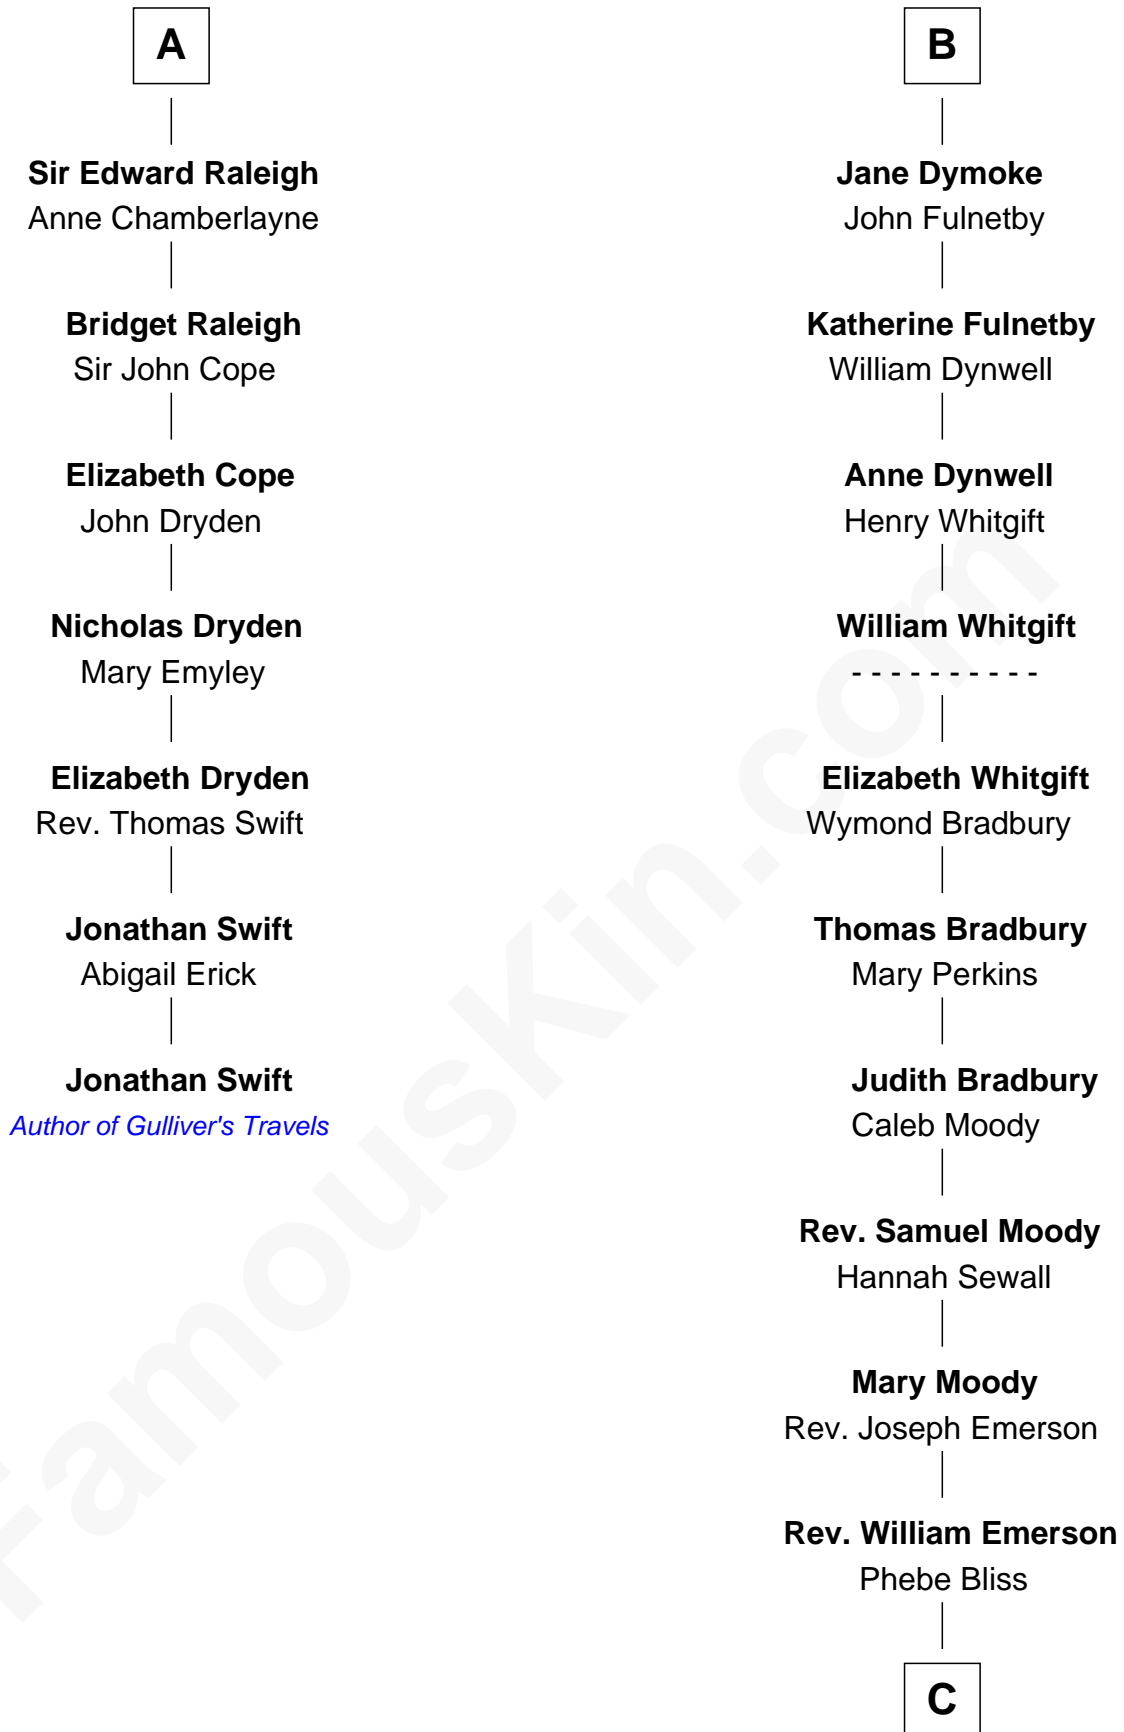 A
Sir Edward Raleigh
Anne Chamberlayne
Bridget Raleigh
Sir John Cope
Elizabeth Cope
John Dryden
Nicholas Dryden
Mary Emyley
Elizabeth Dryden
Rev. Thomas Swift
Jonathan Swift
Abigail Erick
Jonathan Swift
Author of Gulliver's Travels
B
Jane Dymoke
John Fulnetby
Katherine Fulnetby
William Dynwell
Anne Dynwell
Henry Whitgift
William Whitgift
- - - - - - - - - -
Elizabeth Whitgift
Wymond Bradbury
Thomas Bradbury
Mary Perkins
Judith Bradbury
Caleb Moody
Rev. Samuel Moody
Hannah Sewall
Mary Moody
Rev. Joseph Emerson
Rev. William Emerson
Phebe Bliss
C
FamousKin.com